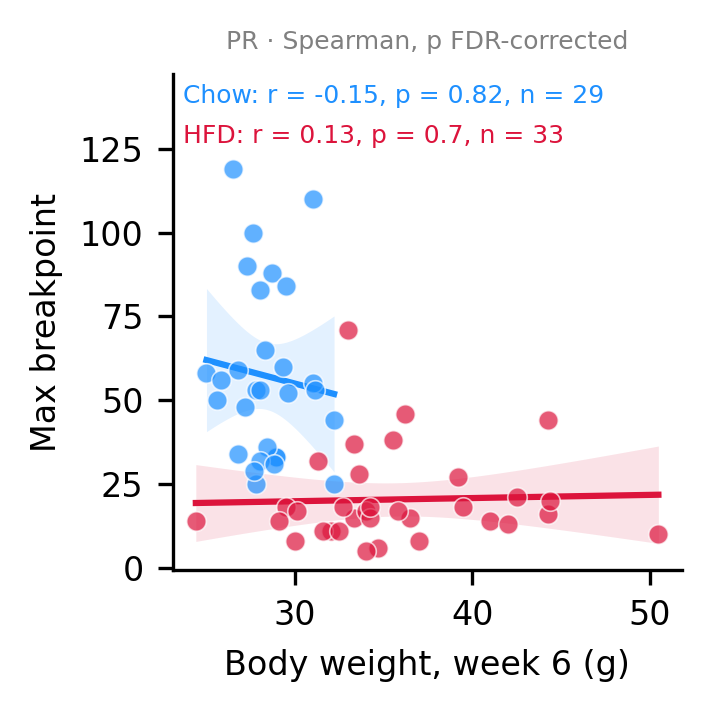 PR · Spearman, p FDR-corrected
Chow: r = -0.15, p = 0.82, n = 29
HFD: r = 0.13, p = 0.7, n = 33
125
100
75
50
25
0
Max breakpoint
30 40 50
Body weight, week 6 (g)